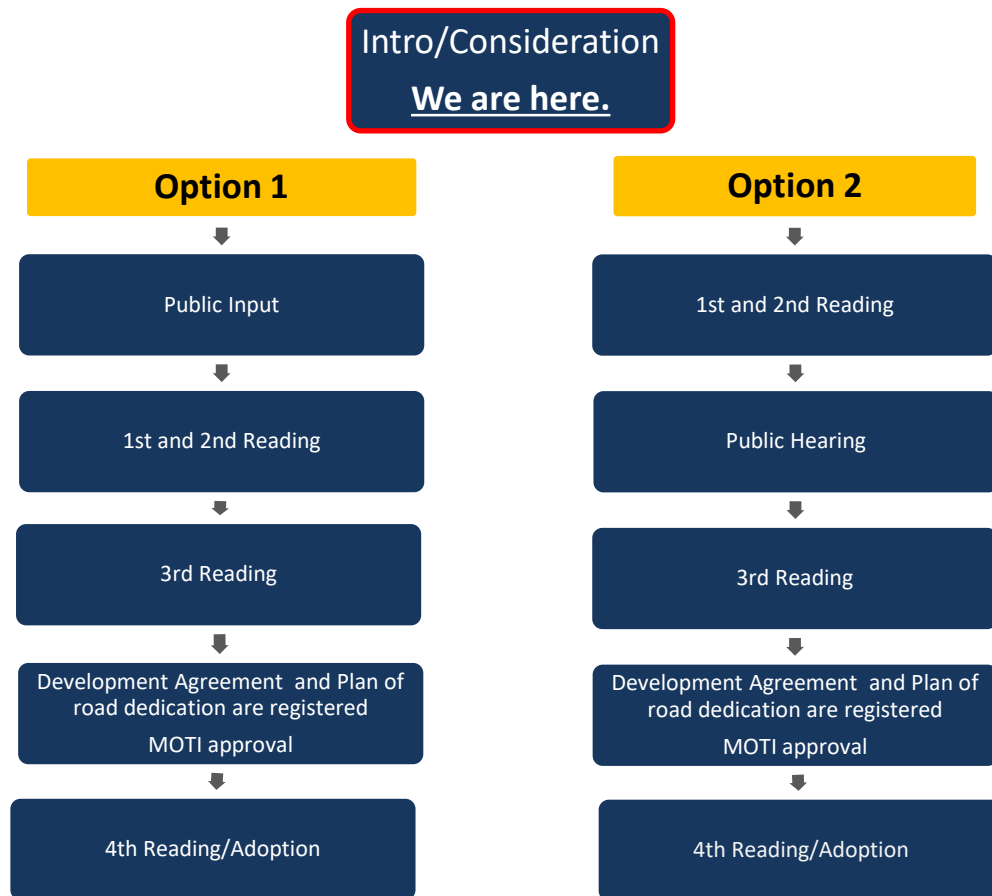 Intro/Consideration
We are here.
Option 1
Public Input
1st and 2nd Reading
3rd Reading
Development Agreement and Plan of
road dedication are registered
MOTI approval
4th Reading/Adoption
Option 2
1st and 2nd Reading
Public Hearing
3rd Reading
Development Agreement and Plan of
road dedication are registered
MOTI approval
4th Reading/Adoption